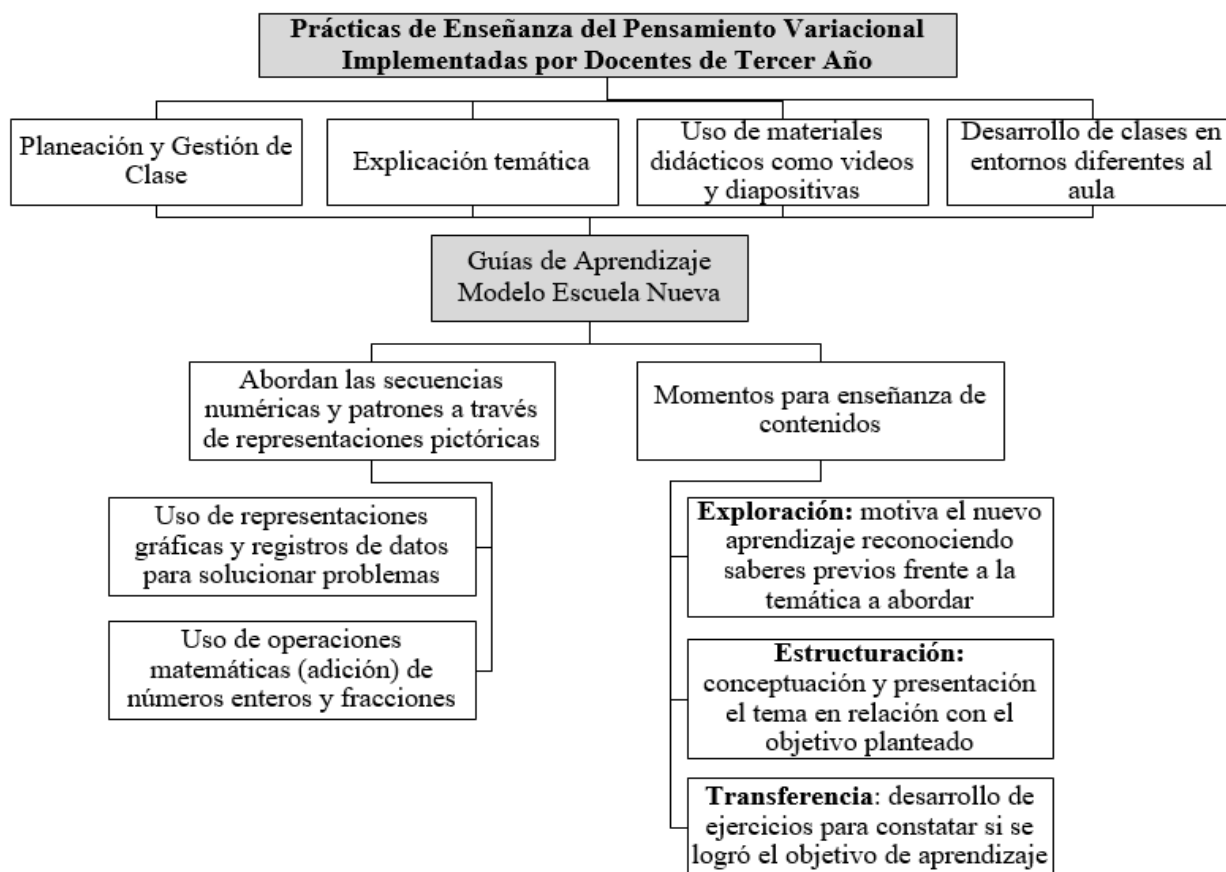 Prácticas de Enseñanza del Pensamiento Variacional
Implementadas por Docentes de Tercer Año
Planeación y Gestión de
Clase
Explicación temática
Uso de materiales
didácticos como videos
y diapositivas
Desarrollo de clases en
entornos diferentes al
aula
Guías de Aprendizaje
Modelo Escuela Nueva
Abordan las secuencias
numéricas y patrones a través
de representaciones pictóricas
Uso de representaciones
gráficas y registros de datos
para solucionar problemas
Uso de operaciones
matemáticas (adición) de
números enteros y fracciones
Momentos para enseñanza de
contenidos
Exploración: motiva el nuevo
aprendizaje reconociendo
saberes previos frente a la
temática a abordar
Estructuración:
conceptuación y presentación
el tema en relación con el
objetivo planteado
Transferencia: desarrollo de
ejercicios para constatar si se
logró el objetivo de aprendizaje